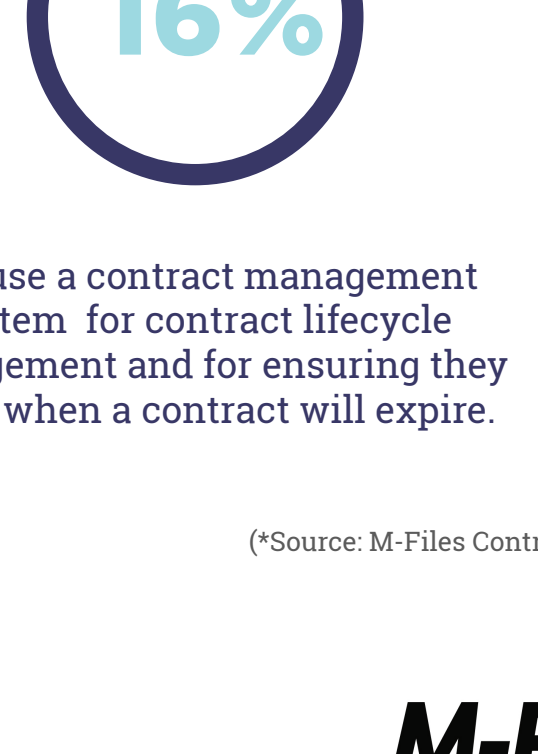 16%
use a contract management
tem for contract lifecycle
gement and for ensuring they
when a contract will expire.
(*Source: M-Files Contr
M-F